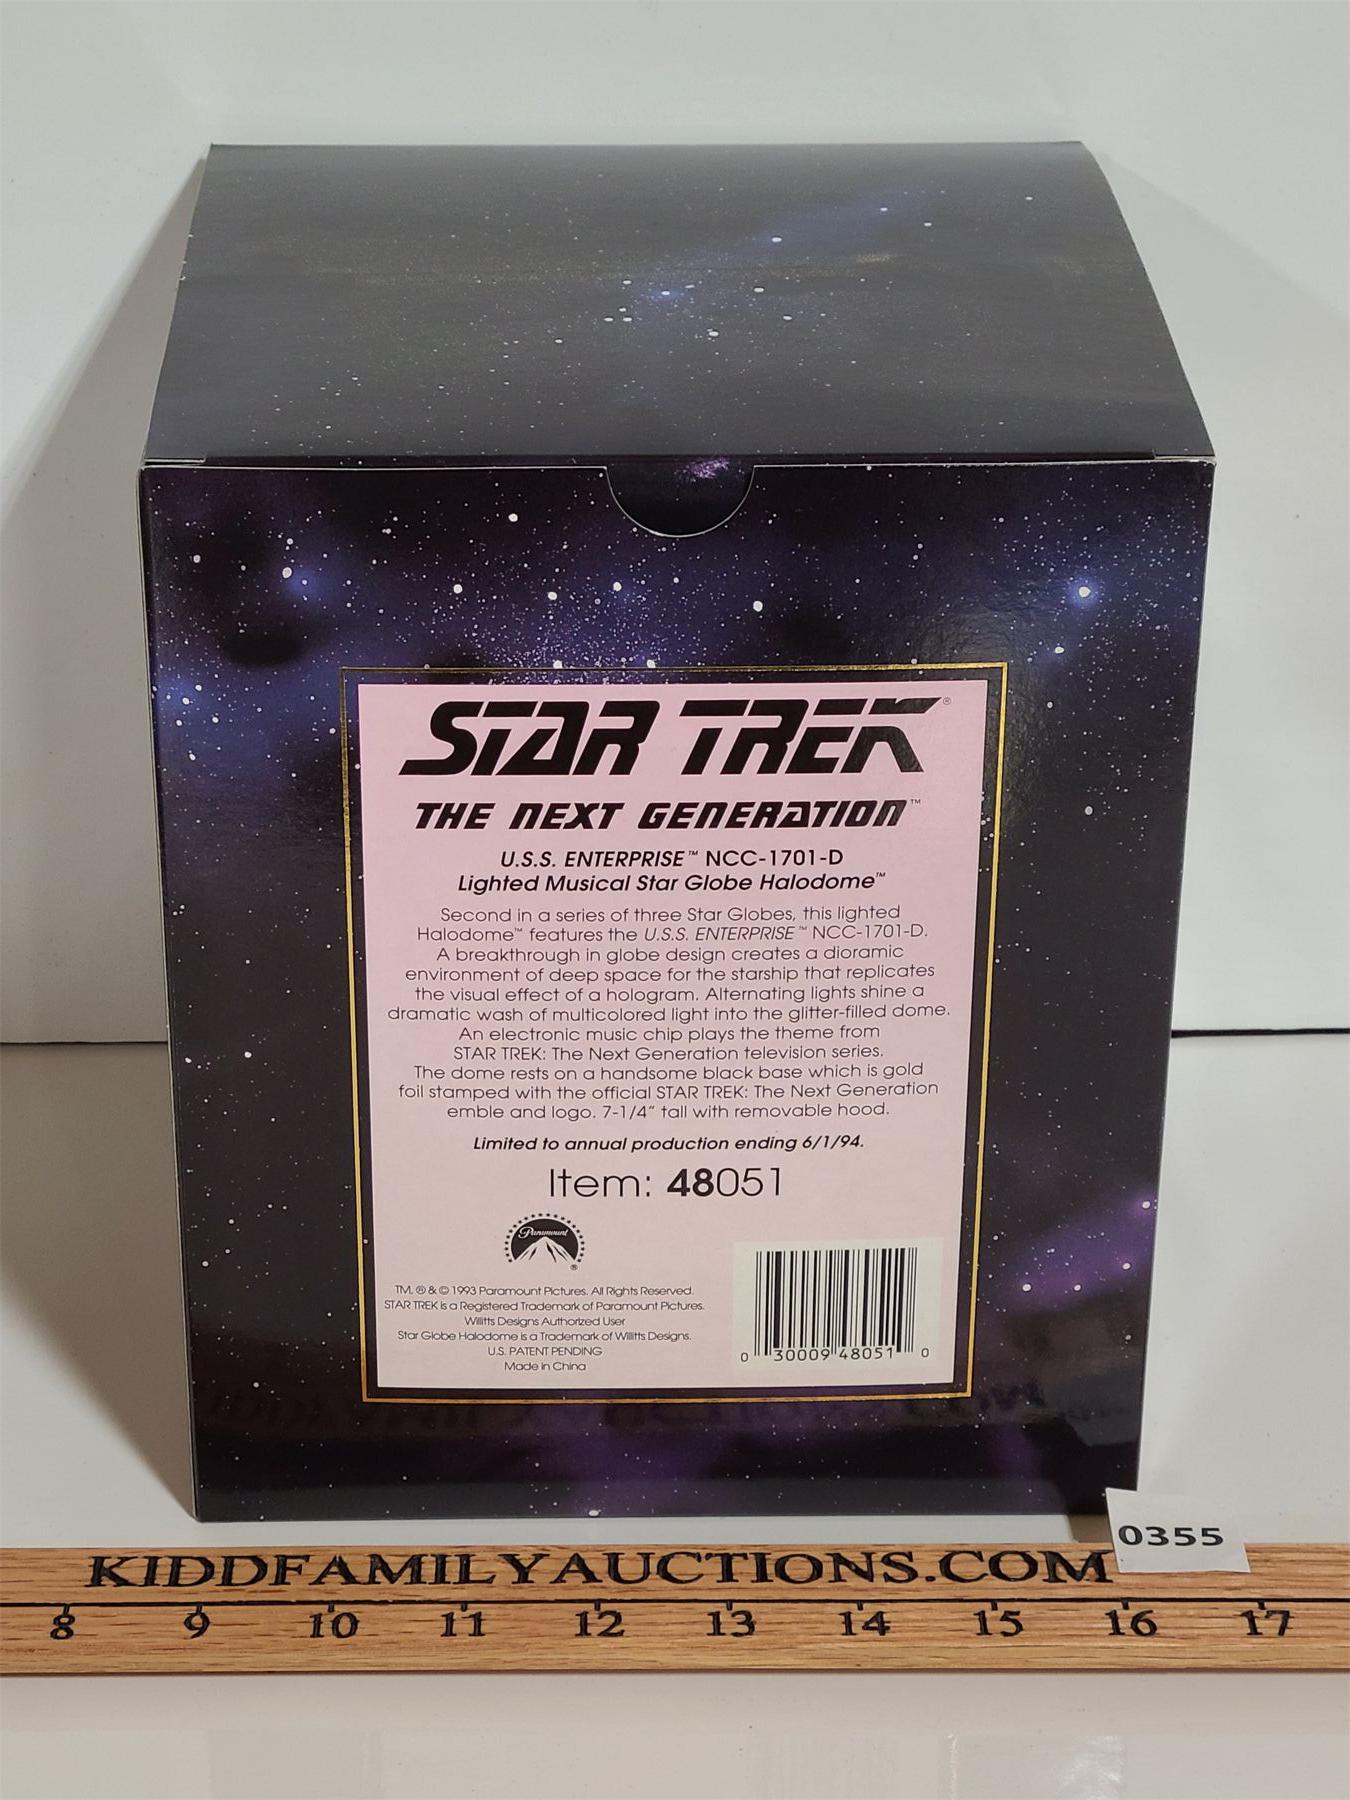 STAR TREK®
THE NEXT GENERATION™
U.S.S. ENTERPRISE™ NCC-1701-D
Lighted Musical Star Globe Halodome™
Second in a series of three Star Globes, this lighted
Halodome™ features the U.S.S. ENTERPRISE™ NCC-1701-D.
A breakthrough in globe design creates a dioramic
environment of deep space for the starship that replicates
the visual effect of a hologram. Alternating lights shine a
dramatic wash of multicolored light into the glitter-filled dome.
An electronic music chip plays the theme from
STAR TREK: The Next Generation television series.
The dome rests on a handsome black base which is gold
foil stamped with the official STAR TREK: The Next Generation
emble and logo. 7-1/4" tall with removable hood.
Limited to annual production ending 6/1/94.
Item: 48051
Paramount
®
TM, ® & © 1993 Paramount Pictures. All Rights Reserved.
STAR TREK is a Registered Trademark of Paramount Pictures.
Willitts Designs Authorized User
Star Globe Halodome is a Trademark of Willitts Designs.
U.S. PATENT PENDING
Made in China
0 30009 48051 0
0355
KIDDFAMILYAUCTIONS.COM
8 9 10 11 12 13 14 15 16 17